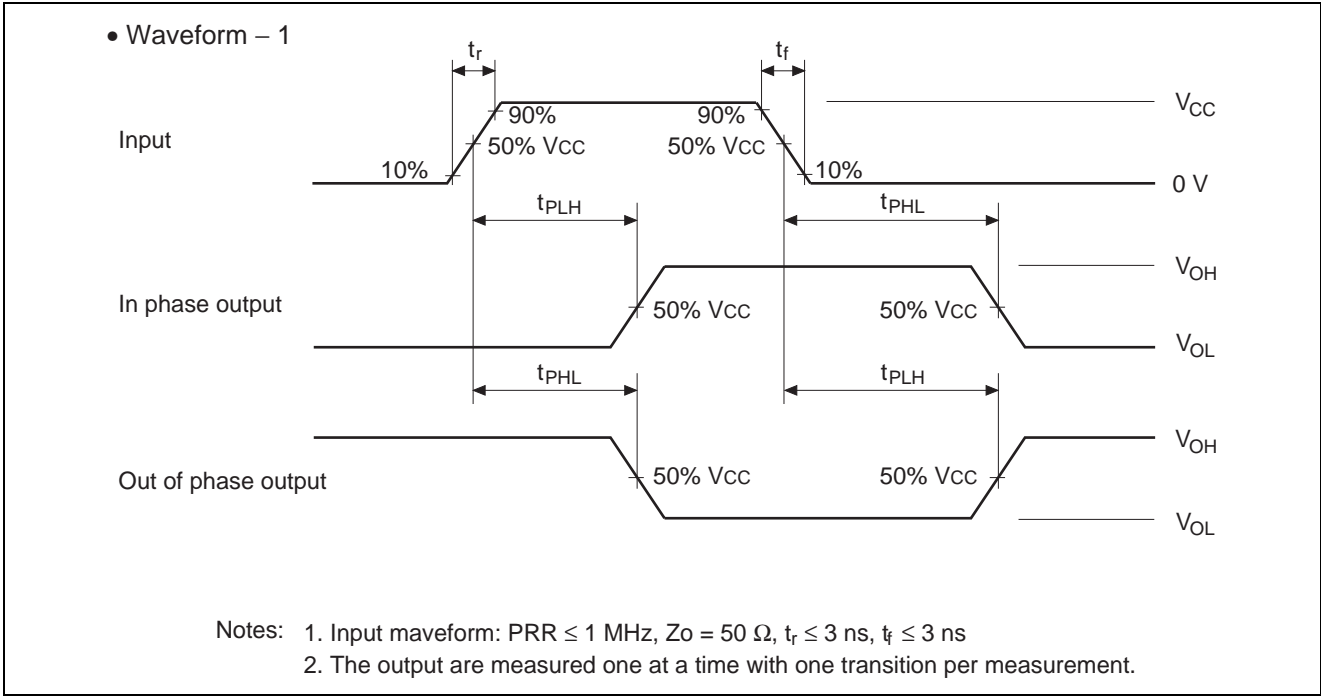 • Waveform – 1
tr
tf
Input
10%
90%
50% VCC
90%
50% VCC
10%
VCC
0 V
tPLH
tPHL
In phase output
50% VCC
50% VCC
VOH
VOL
tPHL
tPLH
Out of phase output
50% VCC
50% VCC
VOH
VOL
Notes: 1. Input maveform: PRR ≤ 1 MHz, Zo = 50 Ω, tr ≤ 3 ns, tf ≤ 3 ns
2. The output are measured one at a time with one transition per measurement.